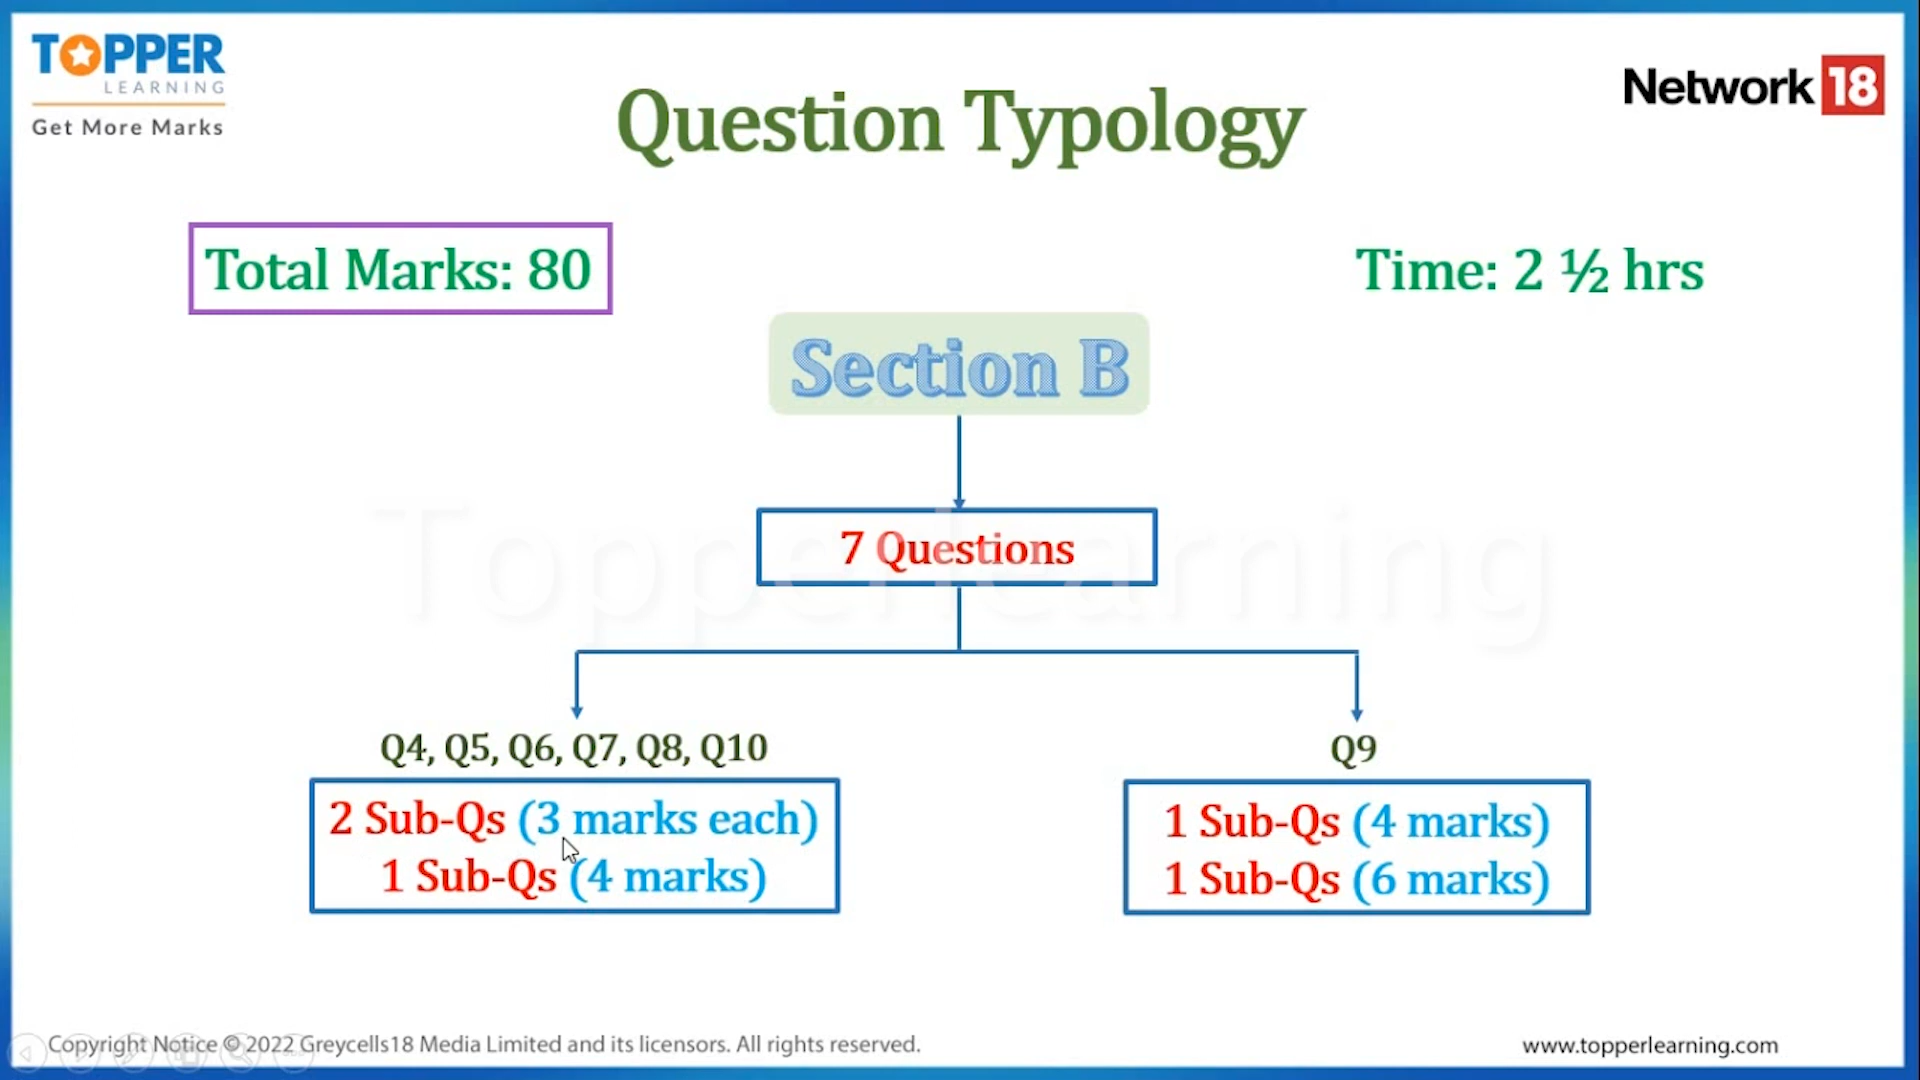 TOPPER
LEARNING
Get More Marks
Network 18
Question Typology
Total Marks: 80
Time: 2 ½ hrs
Section B
7 Questions
Topperlearning
Q4, Q5, Q6, Q7, Q8, Q10
Q9
2 Sub-Qs (3 marks each)
1 Sub-Qs (4 marks)
1 Sub-Qs (4 marks)
1 Sub-Qs (6 marks)
Copyright Notice © 2022 Greycells18 Media Limited and its licensors. All rights reserved.
www.topperlearning.com